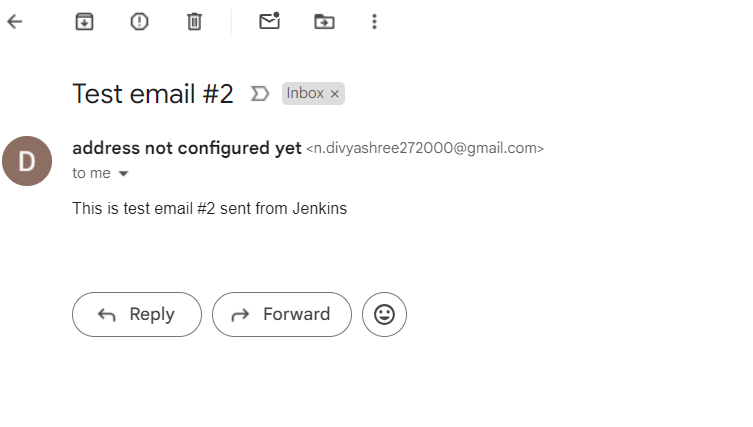 Test email #2 Inbox ×
D
address not configured yet <n.divyashree272000@gmail.com>
to me
This is test email #2 sent from Jenkins
Reply Forward